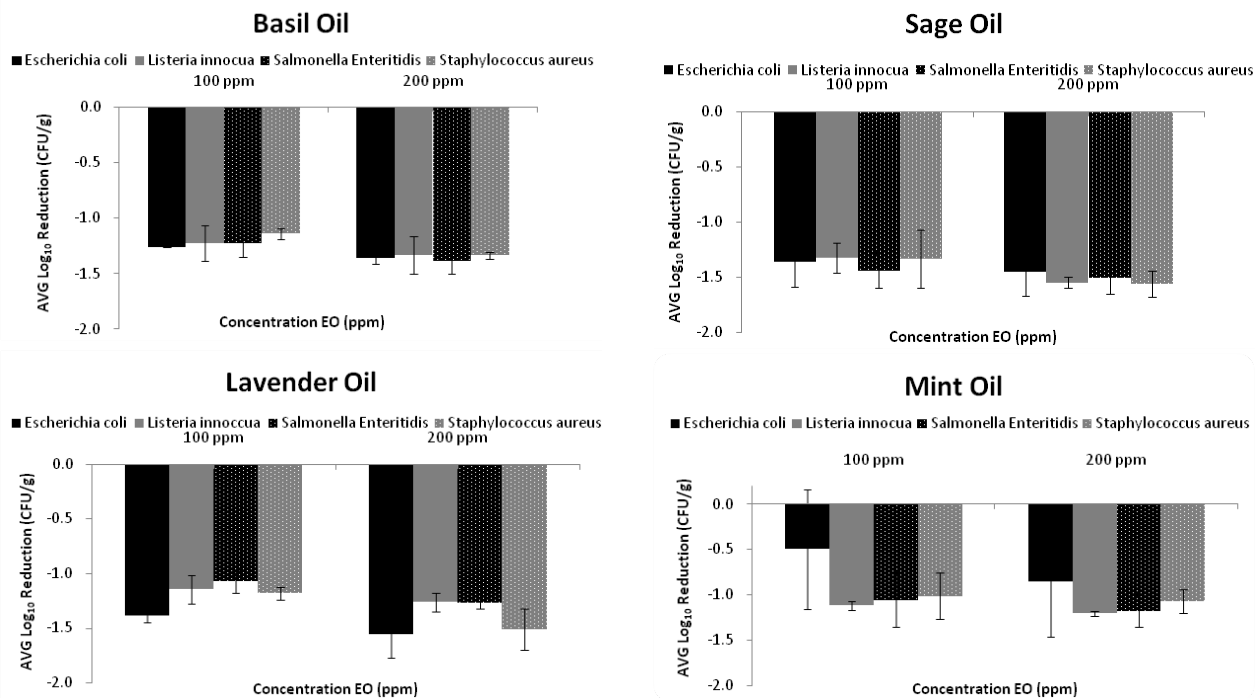 Basil Oil
Escherichia coli Listeria innocua Salmonella Enteritidis Staphylococcus aureus
100 ppm 200 ppm
0.0
-0.5
-1.0
-1.5
-2.0
AVG Log10 Reduction (CFU/g)
Concentration EO (ppm)
Sage Oil
Escherichia coli Listeria innocua Salmonella Enteritidis Staphylococcus aureus
100 ppm 200 ppm
0.0
-0.5
-1.0
-1.5
-2.0
AVG Log10 Reduction (CFU/g)
Concentration EO (ppm)
Lavender Oil
Escherichia coli Listeria innoccua Salmonella Enteritidis Staphylococcus aureus
100 ppm 200 ppm
0.0
-0.5
-1.0
-1.5
-2.0
AVG Log10 Reduction (CFU/g)
Concentration EO (ppm)
Mint Oil
Escherichia coli Listeria innocua Salmonella Enteritidis Staphylococcus aureus
100 ppm 200 ppm
0.0
-0.5
-1.0
-1.5
-2.0
AVG Log10 Reduction (CFU/g)
Concentration EO (ppm)